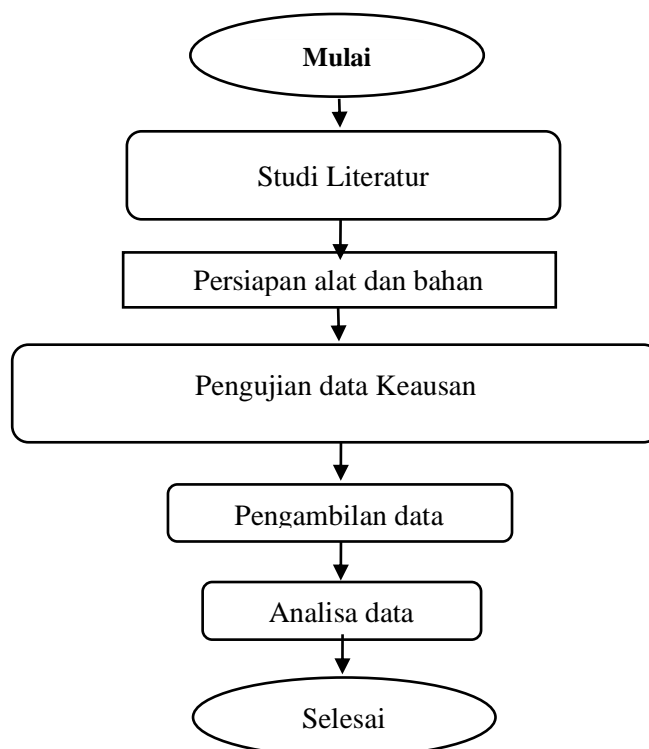 Mulai
Studi Literatur
Persiapan alat dan bahan
Pengujian data Keausan
Pengambilan data
Analisa data
Selesai